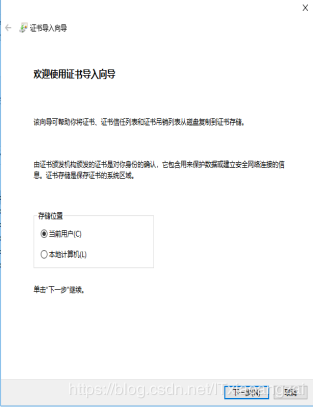 X
证书导入向导
欢迎使用证书导入向导
该向导可帮助你将证书、证书信任列表和证书吊销列表从磁盘复制到证书存储。
由证书颁发机构颁发的证书是对你身份的确认，它包含用来保护数据或建立安全网络连接的信
息。证书存储是保存证书的系统区域。
存储位置
当前用户(C)
本地计算机(L)
单击"下一步"继续。
下一步(N)
取消